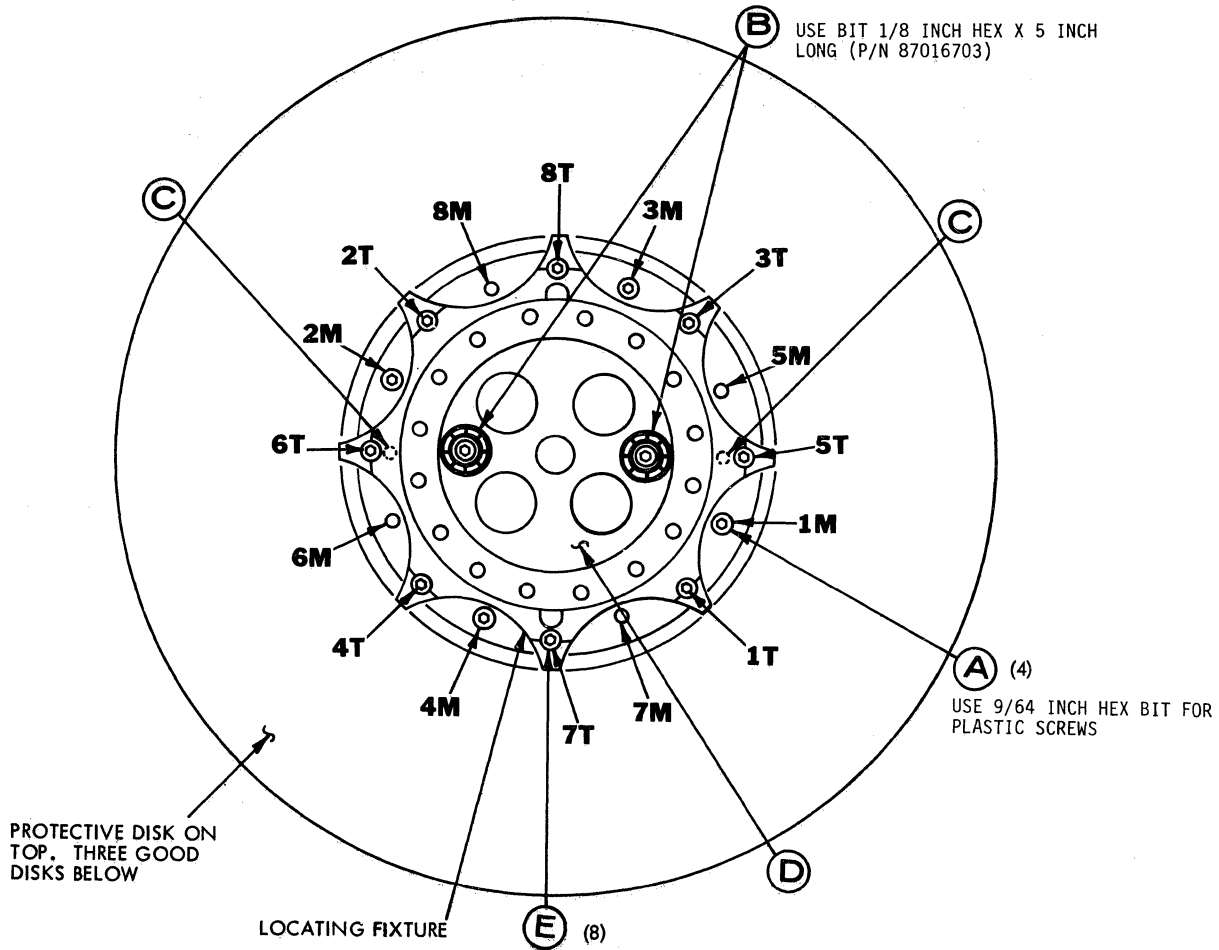 B
USE BIT 1/8 INCH HEX X 5 INCH
LONG (P/N 87016703)
C
C
8T
8M
3M
2T
3T
2M
5M
6T
5T
1M
6M
4T
1T
4M
7T
7M
A (4)
USE 9/64 INCH HEX BIT FOR
PLASTIC SCREWS
PROTECTIVE DISK ON
TOP. THREE GOOD
DISKS BELOW
D
LOCATING FIXTURE
E (8)